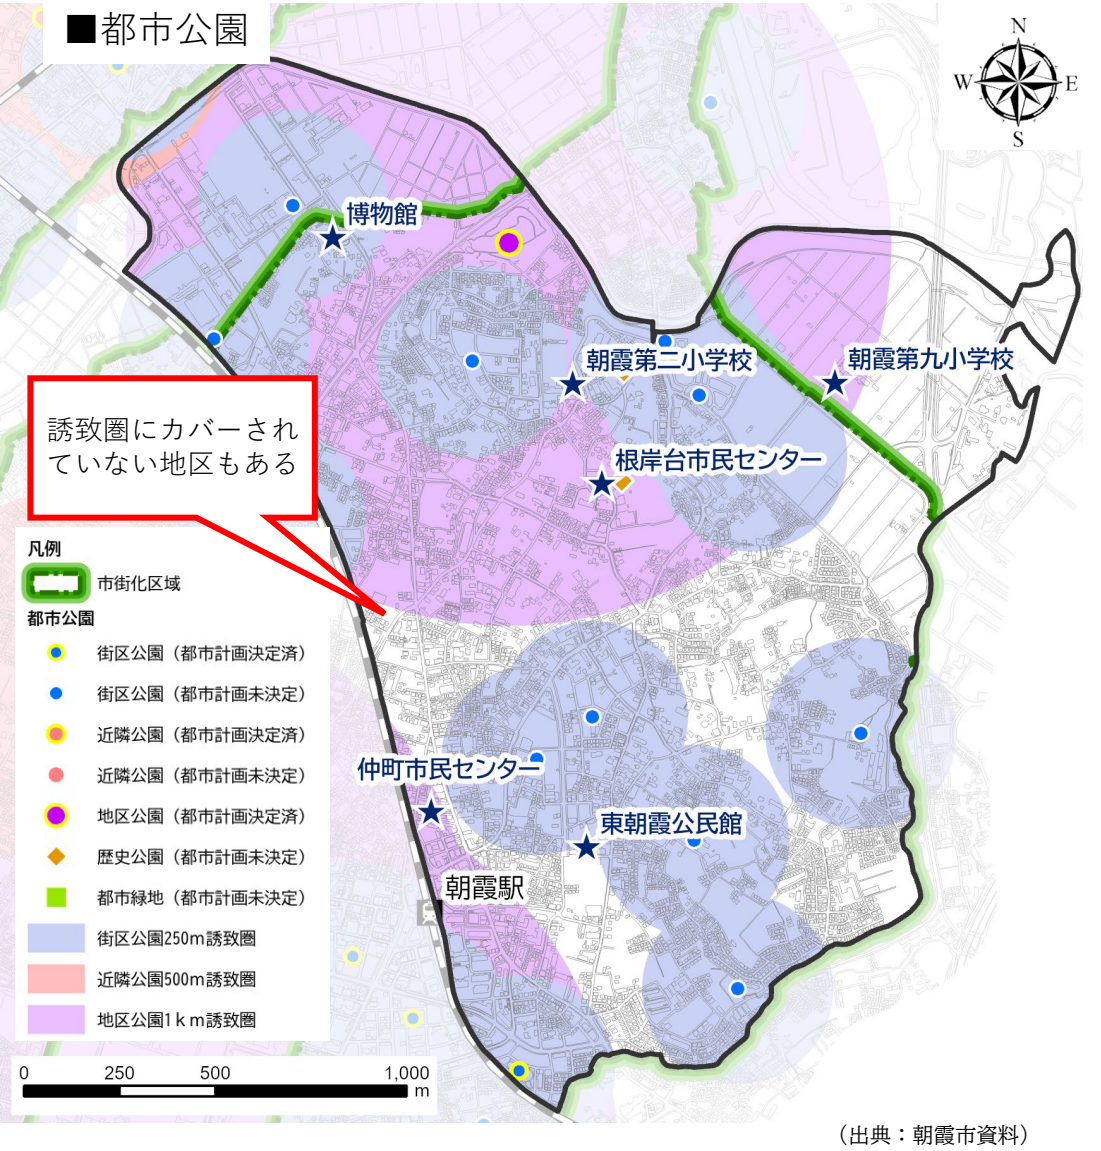 ■都市公園
N
W E
S
博物館
朝霞第二小学校
朝霞第九小学校
誘致圏にカバーされ
ていない地区もある
根岸台市民センター
凡例
市街化区域
都市公園
街区公園（都市計画決定済）
街区公園（都市計画未決定）
近隣公園（都市計画決定済）
近隣公園（都市計画未決定）
地区公園（都市計画決定済）
歴史公園（都市計画未決定）
都市緑地（都市計画未決定）
街区公園250m誘致圏
近隣公園500m誘致圏
地区公園1ｋm誘致圏
仲町市民センター
東朝霞公民館
朝霞駅
0 250 500 1,000
m
（出典：朝霞市資料）